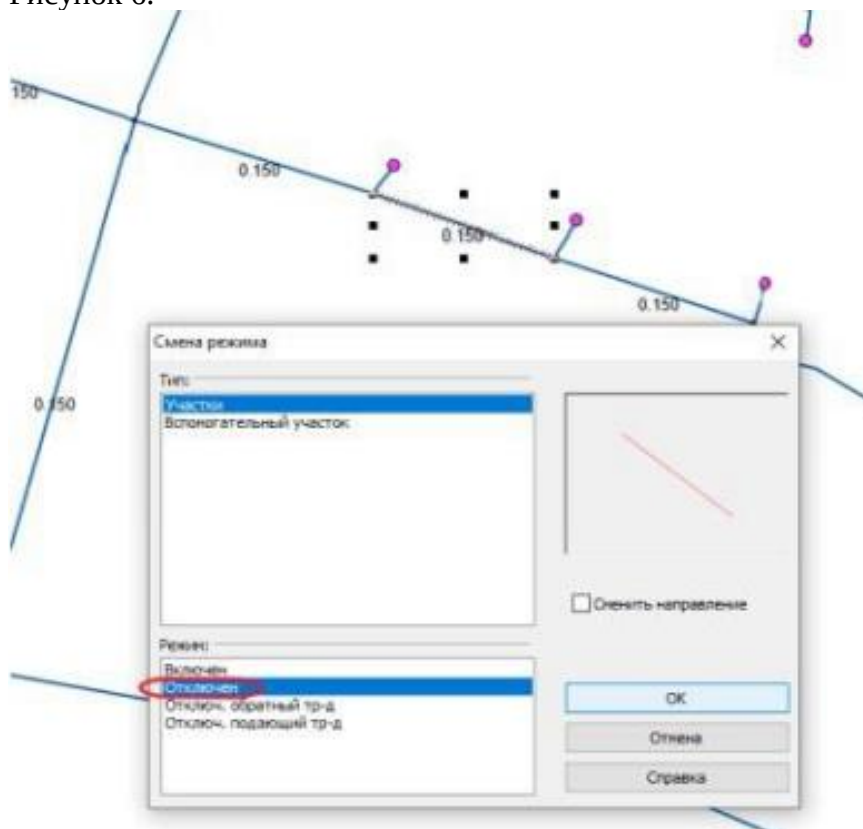 Рисунок 6.
150
0.150
0.150
0.150
0.150
Смена режима
Тип:
Участки
Вспомогательный участок
Сменить направление
Режим:
Включен
Отключен
Отключ. обратный тр-д
Отключ. подающий тр-д
ОК
Отмена
Справка